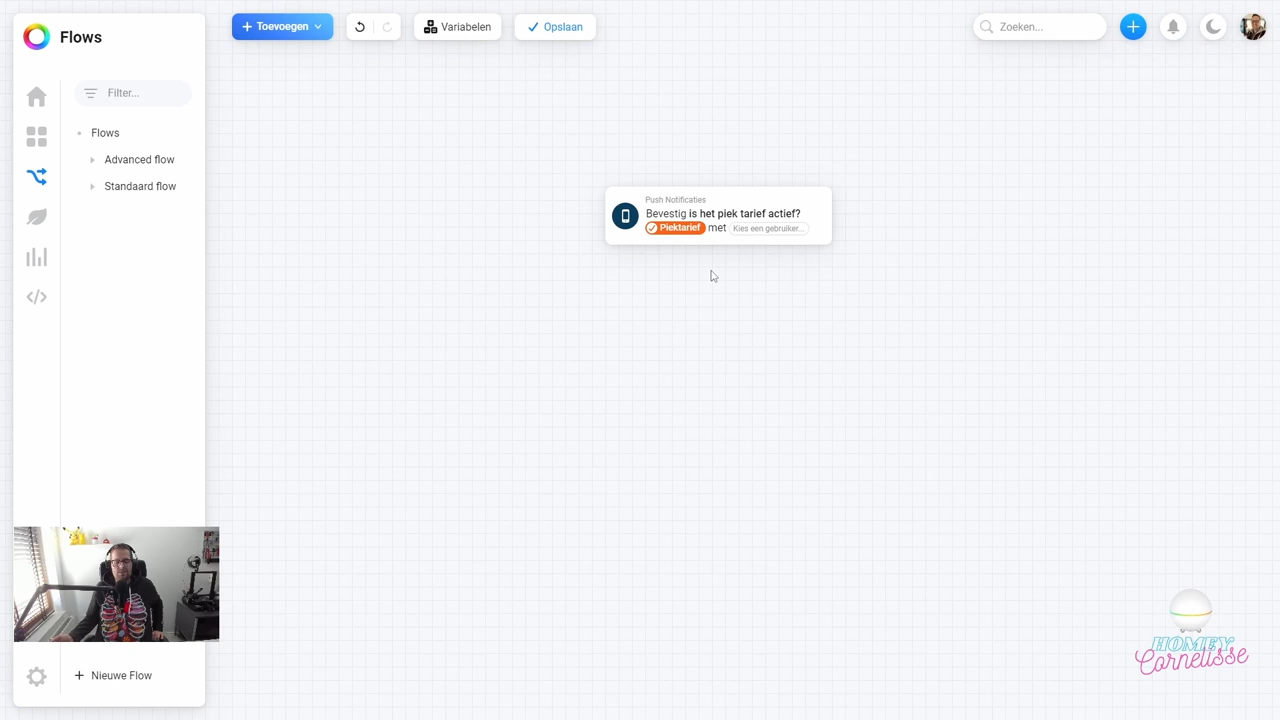 Flows
Toevoegen
Variabelen
Opslaan
Zoeken...
Filter...
Flows
Advanced flow
Standaard flow
Push Notificaties
Bevestig is het piek tarief actief?
Piektarief met Kies een gebruiker...
Nieuwe Flow
HOMEY
Cornelisse